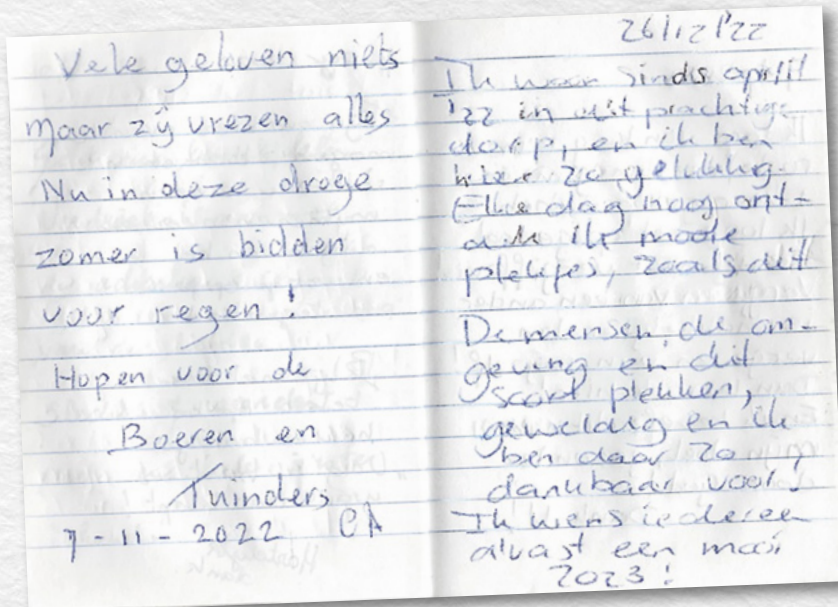 Vele geloven niets
maar zij vrezen alles
Nu in deze droge
zomer is bidden
voor regen!
Hopen voor de
Boeren en
Tuinders
7-11-2022 CA
26/12/'22
Ik woon sinds april
'22 in dit prachtige
dorp, en ik ben
hier zo gelukkig.
Elke dag nog ont-
dek ik mooie
plekjes, zoals dit
De mensen, de om-
geving en dit
soort plekken,
geweldig en ik
ben daar zo
dankbaar voor.
Ik wens iedereen
alvast een mooi
2023!